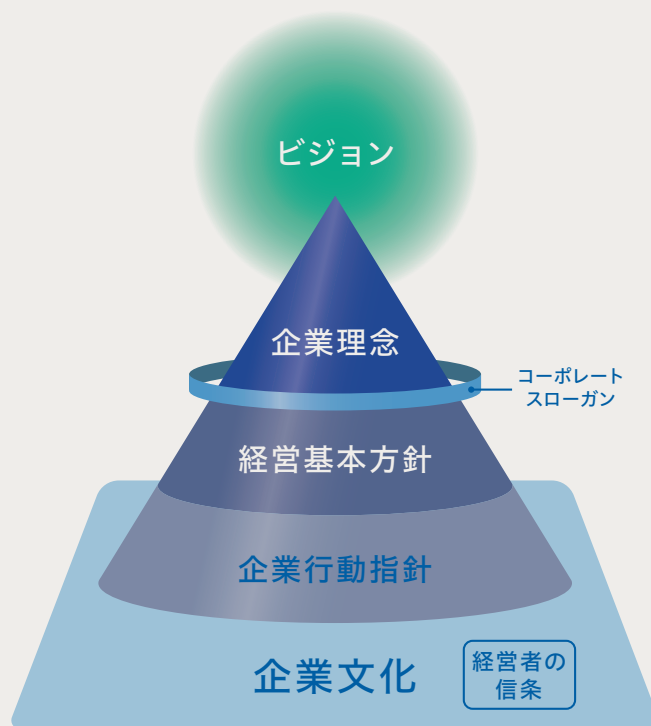 ビジョン
企業理念
コーポレート
スローガン
経営基本方針
企業行動指針
企業文化
経営者の
信条